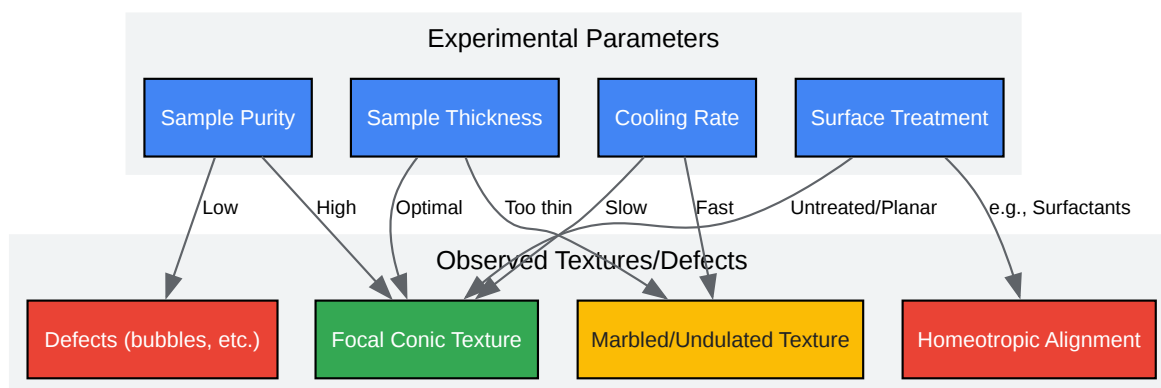 Experimental Parameters
Sample Purity
Sample Thickness
Cooling Rate
Surface Treatment
Low
High
Optimal
Too thin
Slow
Fast
Untreated/Planar
e.g., Surfactants
Observed Textures/Defects
Defects (bubbles, etc.)
Focal Conic Texture
Marbled/Undulated Texture
Homeotropic Alignment